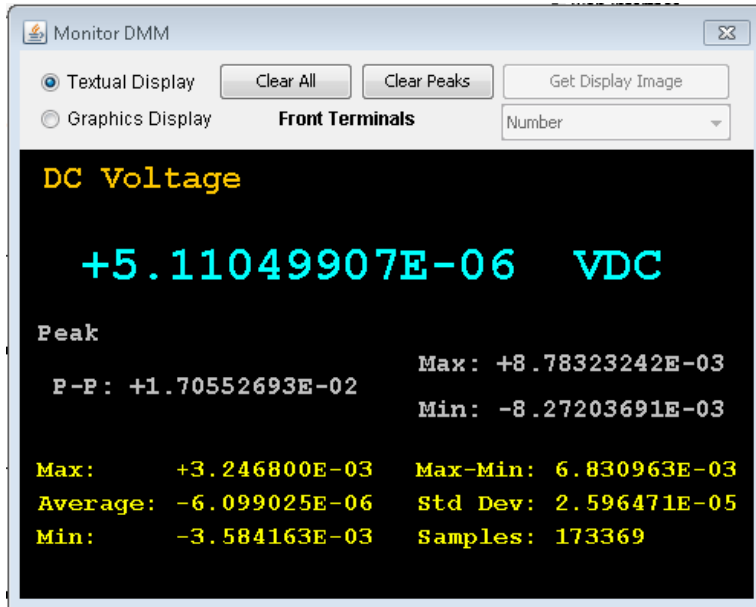 Monitor DMM
Textual Display Clear All Clear Peaks Get Display Image
Graphics Display Front Terminals Number
DC Voltage
+5.11049907E-06 VDC
Peak
P-P: +1.70552693E-02
Max: +8.78323242E-03
Min: -8.27203691E-03
Max: +3.246800E-03 Max-Min: 6.830963E-03
Average: -6.099025E-06 Std Dev: 2.596471E-05
Min: -3.584163E-03 Samples: 173369